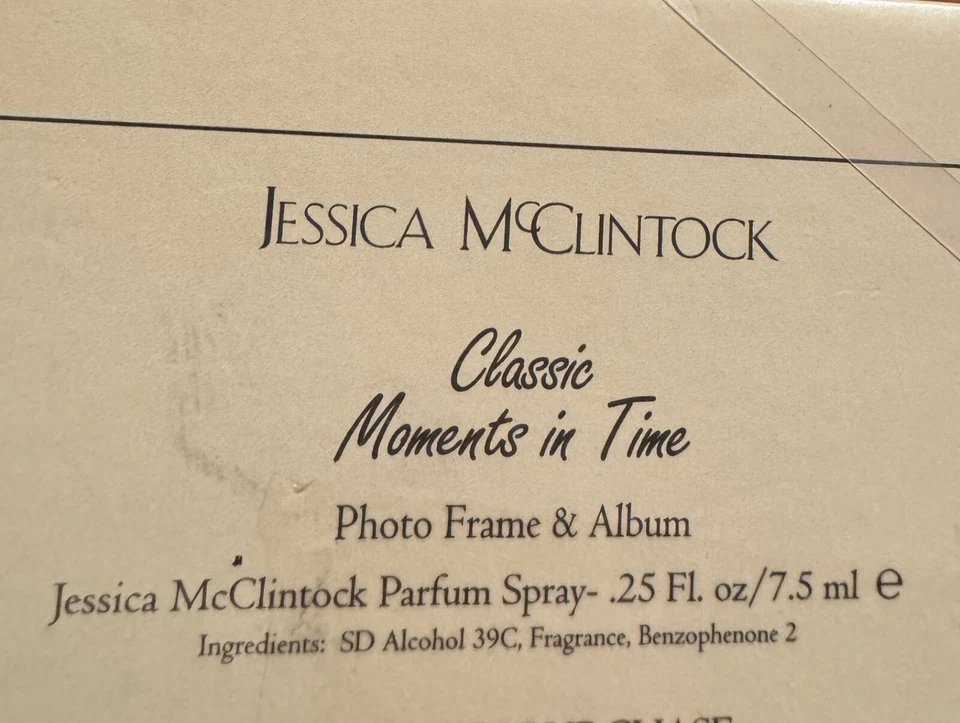 JESSICA McCLINTOCK
Classic
Moments in Time
Photo Frame & Album
Jessica McClintock Parfum Spray- .25 Fl. oz/7.5 ml ℮
Ingredients: SD Alcohol 39C, Fragrance, Benzophenone 2